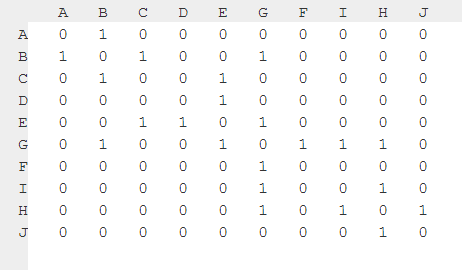 A B C D E G F I H J
A 0 1 0 0 0 0 0 0 0 0
B 1 0 1 0 0 1 0 0 0 0
C 0 1 0 0 1 0 0 0 0 0
D 0 0 0 0 1 0 0 0 0 0
E 0 0 1 1 0 1 0 0 0 0
G 0 1 0 0 1 0 1 1 1 0
F 0 0 0 0 0 1 0 0 0 0
I 0 0 0 0 0 1 0 0 1 0
H 0 0 0 0 0 1 0 1 0 1
J 0 0 0 0 0 0 0 0 1 0